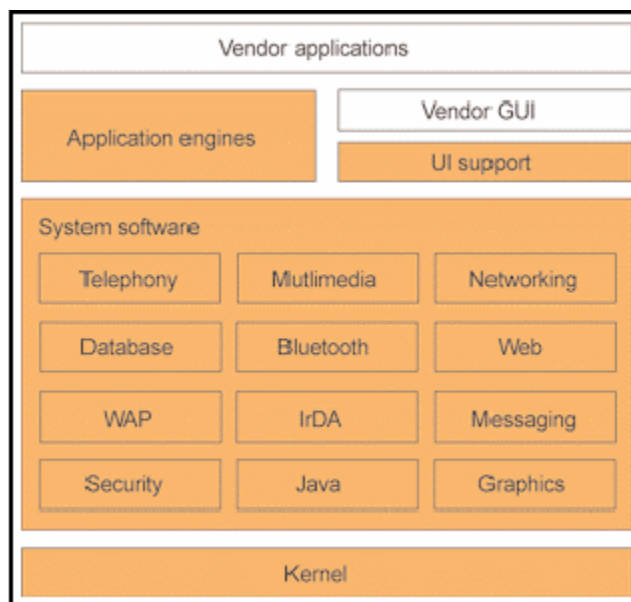 Vendor applications
Application engines
Vendor GUI
UI support
System software
Telephony
Mutlimedia
Networking
Database
Bluetooth
Web
WAP
IrDA
Messaging
Security
Java
Graphics
Kernel